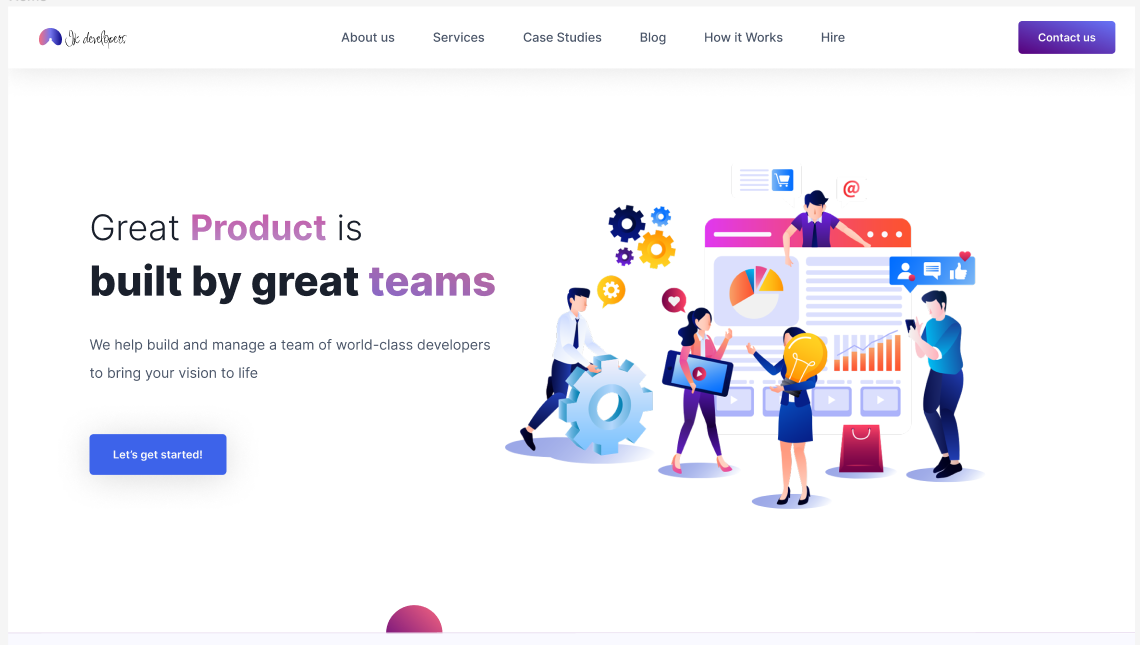 Jk developers
About us
Services
Case Studies
Blog
How it Works
Hire
Contact us
Great Product is
built by great teams
We help build and manage a team of world-class developers
to bring your vision to life
Let's get started!
@